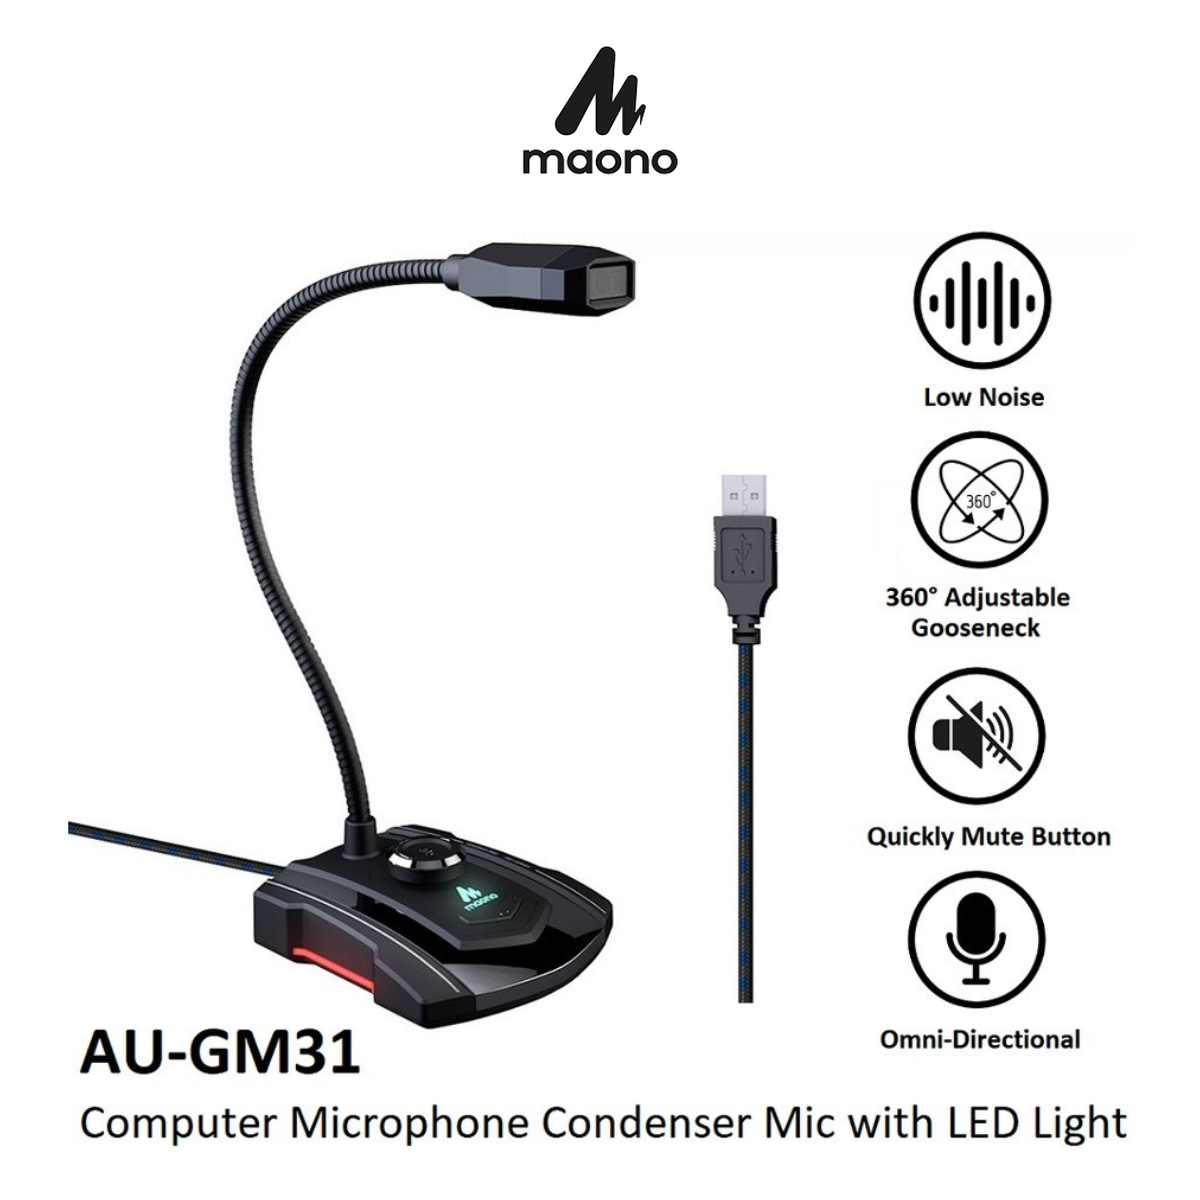 maono
Low Noise
360°
360° Adjustable
Gooseneck
Quickly Mute Button
maono
Omni-Directional
AU-GM31
Computer Microphone Condenser Mic with LED Light